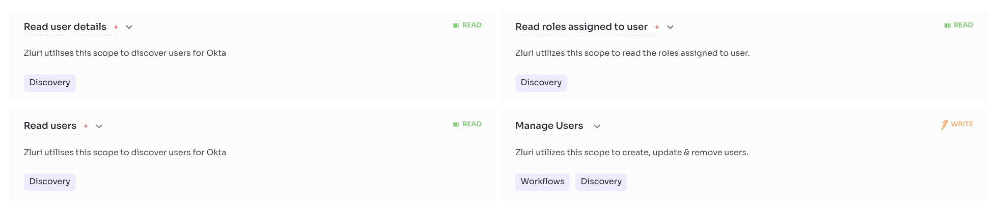 Read user details *
READ
Zluri utilises this scope to discover users for Okta
Discovery
Read roles assigned to user *
READ
Zluri utilizes this scope to read the roles assigned to user.
Discovery
Read users *
READ
Zluri utilises this scope to discover users for Okta
Discovery
Manage Users
WRITE
Zluri utilizes this scope to create, update & remove users.
Workflows Discovery